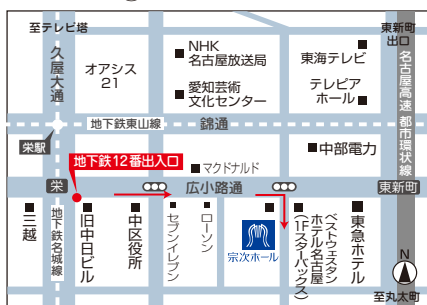 至テレビ塔
東新町
出口
久屋大通
オアシス
21
NHK
名古屋放送局
東海テレビ
愛知芸術
文化センター
テレピア
ホール
名古屋高速 都市環状線
地下鉄東山線
錦通
栄駅
地下鉄12番出入口
マクドナルド
中部電力
栄
広小路通
東新町
三越
地下鉄名城線
旧中日ビル
中区役所
セブンイレブン
ローソン
宗次ホール
ベストウェスタン
ホテル名古屋
(1Fスターバックス)
東急ホテル
N
至丸太町